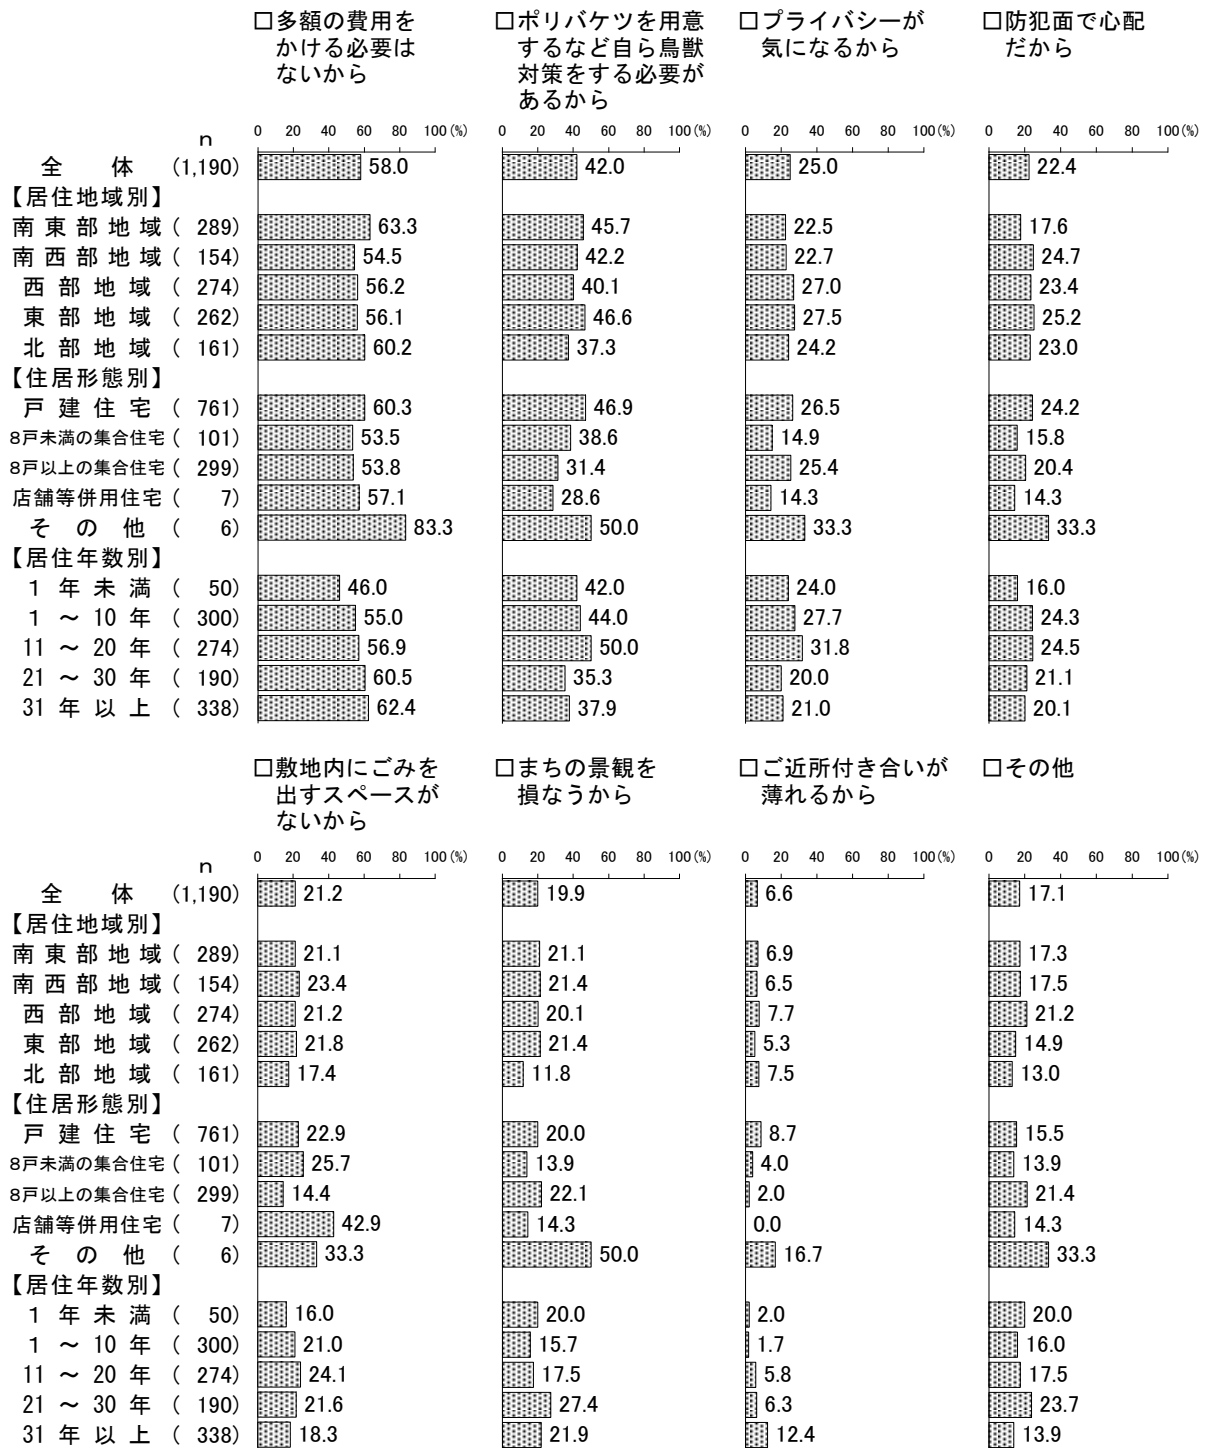 □多額の費用を
かける必要は
ないから
□ポリバケツを用意
するなど自ら鳥獣
対策をする必要が
あるから
□プライバシーが
気になるから
□防犯面で心配
だから
n
0 20 40 60 80 100(%)
0 20 40 60 80 100(%)
0 20 40 60 80 100(%)
0 20 40 60 80 100(%)
全体 (1,190) 58.0 42.0 25.0 22.4
【居住地域別】
南東部地域( 289) 63.3 45.7 22.5 17.6
南西部地域( 154) 54.5 42.2 22.7 24.7
西部地域( 274) 56.2 40.1 27.0 23.4
東部地域( 262) 56.1 46.6 27.5 25.2
北部地域( 161) 60.2 37.3 24.2 23.0
【住居形態別】
戸建住宅( 761) 60.3 46.9 26.5 24.2
8戸未満の集合住宅( 101) 53.5 38.6 14.9 15.8
8戸以上の集合住宅( 299) 53.8 31.4 25.4 20.4
店舗等併用住宅( 7) 57.1 28.6 14.3 14.3
その他( 6) 83.3 50.0 33.3 33.3
【居住年数別】
1年未満( 50) 46.0 42.0 24.0 16.0
1～10年( 300) 55.0 44.0 27.7 24.3
11～20年( 274) 56.9 50.0 31.8 24.5
21～30年( 190) 60.5 35.3 20.0 21.1
31年以上( 338) 62.4 37.9 21.0 20.1
□敷地内にごみを
出すスペースが
ないから
□まちの景観を
損なうから
□ご近所付き合いが
薄れるから
□その他
n
0 20 40 60 80 100(%)
0 20 40 60 80 100(%)
0 20 40 60 80 100(%)
0 20 40 60 80 100(%)
全体 (1,190) 21.2 19.9 6.6 17.1
【居住地域別】
南東部地域( 289) 21.1 21.1 6.9 17.3
南西部地域( 154) 23.4 21.4 6.5 17.5
西部地域( 274) 21.2 20.1 7.7 21.2
東部地域( 262) 21.8 21.4 5.3 14.9
北部地域( 161) 17.4 11.8 7.5 13.0
【住居形態別】
戸建住宅( 761) 22.9 20.0 8.7 15.5
8戸未満の集合住宅( 101) 25.7 13.9 4.0 13.9
8戸以上の集合住宅( 299) 14.4 22.1 2.0 21.4
店舗等併用住宅( 7) 42.9 14.3 0.0 14.3
その他( 6) 33.3 50.0 16.7 33.3
【居住年数別】
1年未満( 50) 16.0 20.0 2.0 20.0
1～10年( 300) 21.0 15.7 1.7 16.0
11～20年( 274) 24.1 17.5 5.8 17.5
21～30年( 190) 21.6 27.4 6.3 23.7
31年以上( 338) 18.3 21.9 12.4 13.9